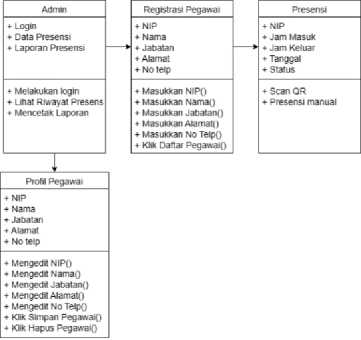 Admin
+ Login
+ Data Presensi
+ Laporan Presensi
+ Melakukan login
+ Lihat Riwayat Presens
+ Mencetak Laporan
Registrasi Pegawai
+ NIP
+ Nama
+ Jabatan
+ Alamat
+ No telp
+ Masukkan NIP()
+ Masukkan Nama()
+ Masukkan Jabatan()
+ Masukkan Alamat()
+ Masukkan No Telp()
+ Klik Daftar Pegawai()
Presensi
+ NIP
+ Jam Masuk
+ Jam Keluar
+ Tanggal
+ Status
+ Scan QR
+ Presensi manual
Profil Pegawai
+ NIP
+ Nama
+ Jabatan
+ Alamat
+ No telp
+ Mengedit NIP()
+ Mengedit Nama()
+ Mengedit Jabatan()
+ Mengedit Alamat()
+ Mengedit No Telp()
+ Klik Simpan Pegawai()
+ Klik Hapus Pegawai()